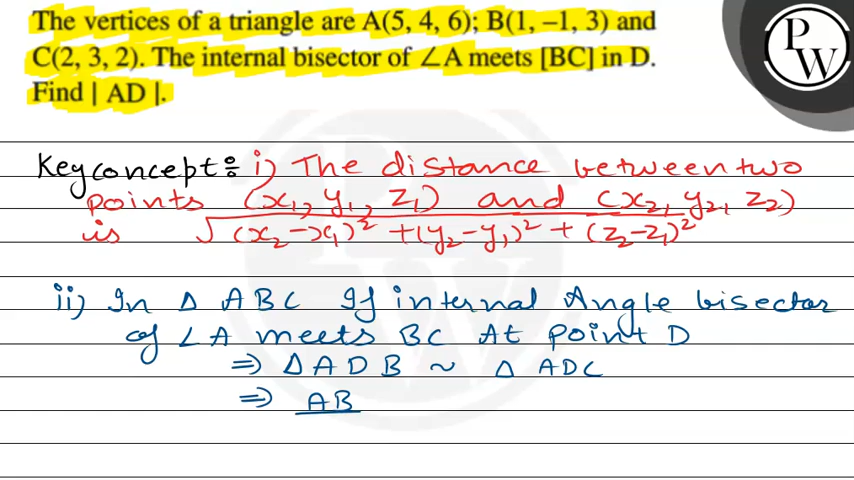 The vertices of a triangle are A(5, 4, 6); B(1, –1, 3) and
C(2, 3, 2). The internal bisector of ∠A meets [BC] in D.
Find | AD |.
P
W
Key concept: i) The distance between two
points (x₁, y₁, z₁) and (x₂, y₂, z₂)
is √(x₂-x₁)² + (y₂-y₁)² + (z₂-z₁)²
ii) In Δ ABC If internal Angle bisector
of ∠A meets BC At point D
⇒ Δ ADB ~ Δ ADC
⇒ AB